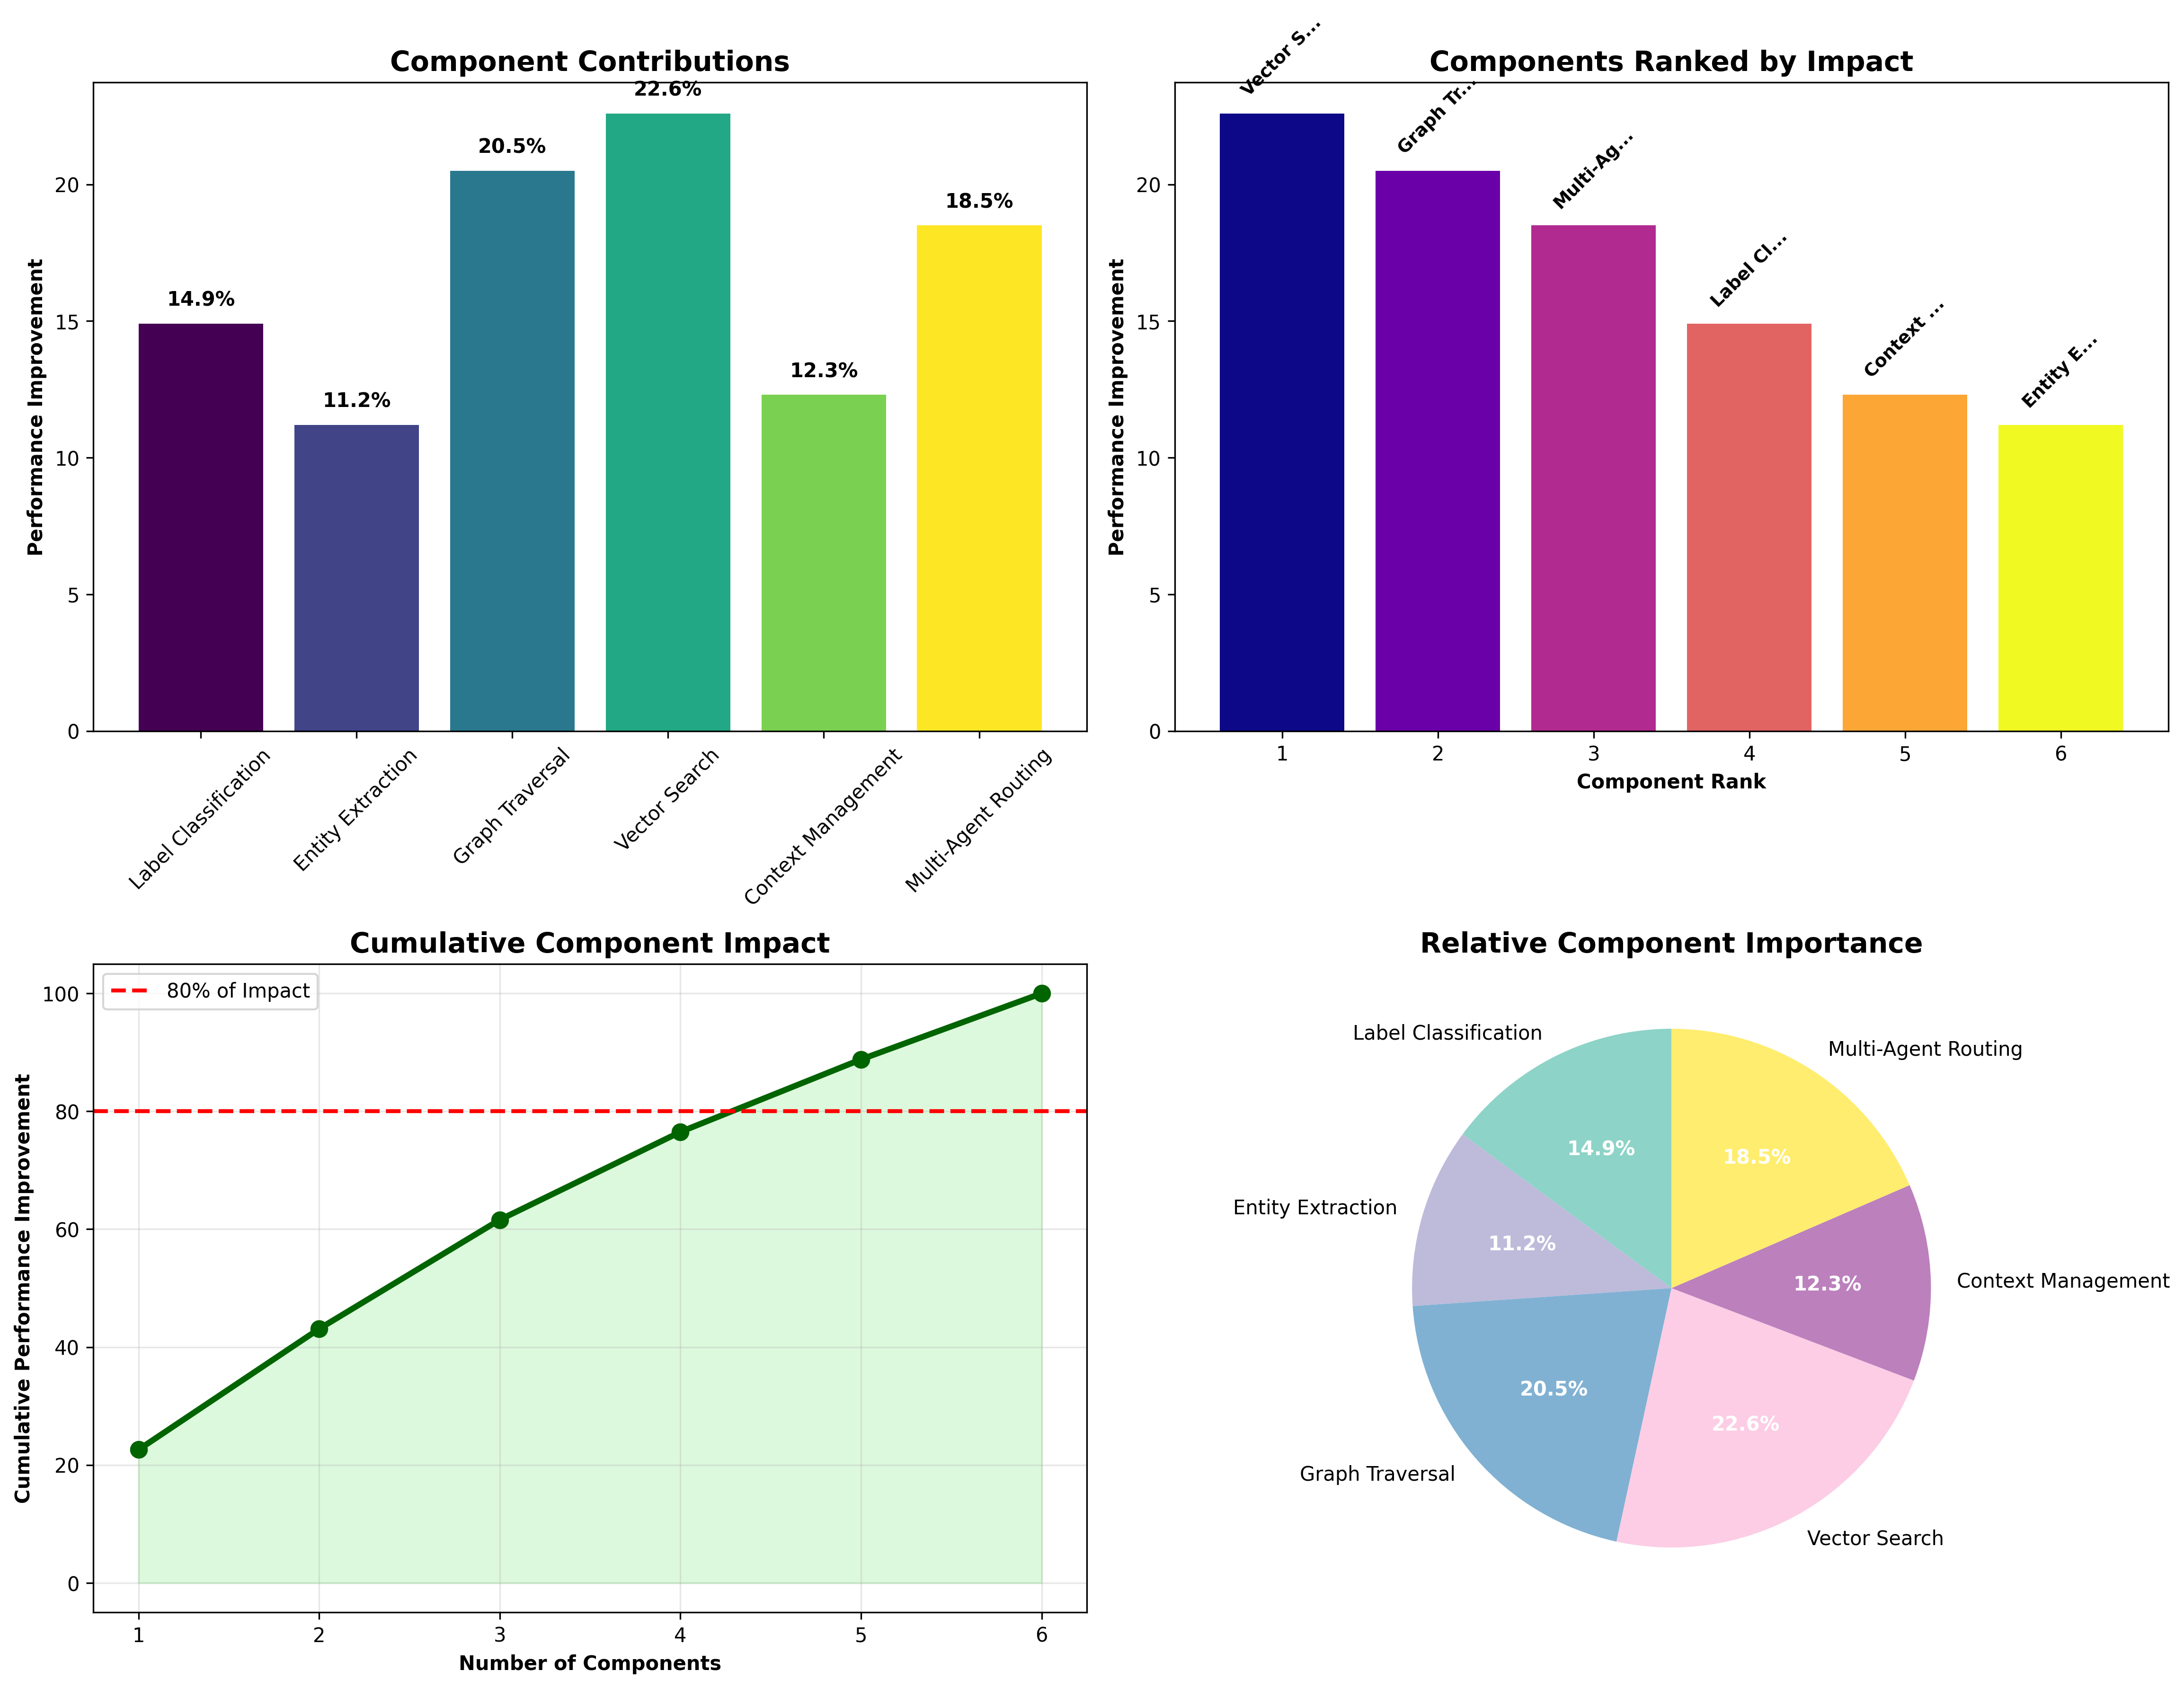 Component Contributions
Performance Improvement
20
15
10
5
0
14.9%
11.2%
20.5%
22.6%
12.3%
18.5%
Label Classification
Entity Extraction
Graph Traversal
Vector Search
Context Management
Multi-Agent Routing
Components Ranked by Impact
Performance Improvement
20
15
10
5
0
Vector S...
Graph Tr...
Multi-Ag...
Label Cl...
Context ...
Entity E...
1
2
3
4
5
6
Component Rank
Cumulative Component Impact
80% of Impact
Cumulative Performance Improvement
100
80
60
40
20
0
1
2
3
4
5
6
Number of Components
Relative Component Importance
Label Classification
14.9%
Entity Extraction
11.2%
Graph Traversal
20.5%
Vector Search
22.6%
Context Management
12.3%
Multi-Agent Routing
18.5%